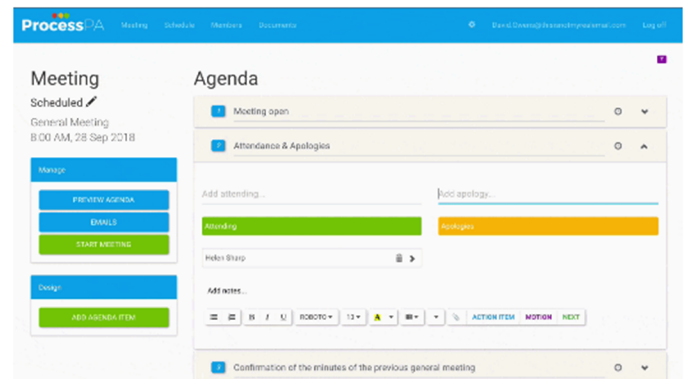 ProcessPA Meeting Schedule Members Documents Log off
Meeting
Scheduled
General Meeting
8:00 AM, 28 Sep 2018
Manage
PREVIEW AGENDA
EMAILS
START MEETING
Design
ADD AGENDA ITEM
Agenda
1 Meeting open
2 Attendance & Apologies
Add attending...
Add apology...
Attending
Apologies
Helen Sharp
Add notes...
B I U ROBOTO 13 A ACTION ITEM MOTION NEXT
3 Confirmation of the minutes of the previous general meeting